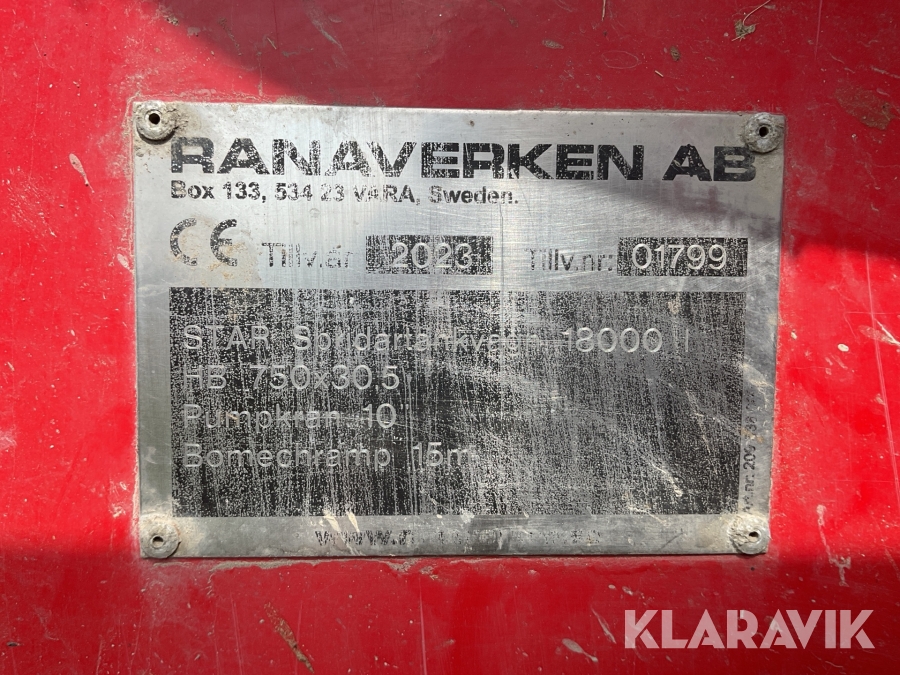 RANAVERKEN AB
Box 133, 534 23 VARA, Sweden.
CE Tillv.år 2023 Tillv.nr: 01799
STAR Spridartankvagn 18000 l
HB 750x30.5
Pumpkran 10
Bomechramp 15m
KLARAVIK